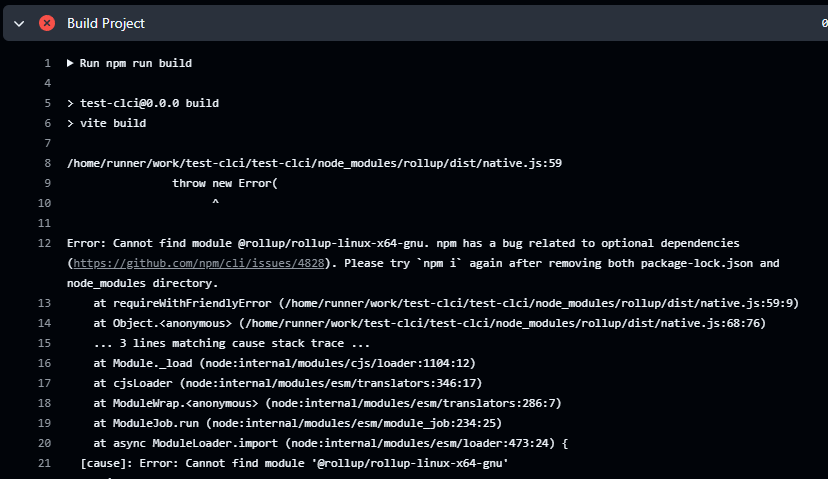 Build Project
0
1 Run npm run build
4
5 > test-clci@0.0.0 build
6 > vite build
7
8 /home/runner/work/test-clci/test-clci/node_modules/rollup/dist/native.js:59
9 throw new Error(
10 ^
11
12 Error: Cannot find module @rollup/rollup-linux-x64-gnu. npm has a bug related to optional dependencies
(https://github.com/npm/cli/issues/4828). Please try `npm i` again after removing both package-lock.json and
node_modules directory.
13 at requireWithFriendlyError (/home/runner/work/test-clci/test-clci/node_modules/rollup/dist/native.js:59:9)
14 at Object.<anonymous> (/home/runner/work/test-clci/test-clci/node_modules/rollup/dist/native.js:68:76)
15 ... 3 lines matching cause stack trace ...
16 at Module._load (node:internal/modules/cjs/loader:1104:12)
17 at cjsLoader (node:internal/modules/esm/translators:346:17)
18 at ModuleWrap.<anonymous> (node:internal/modules/esm/translators:286:7)
19 at ModuleJob.run (node:internal/modules/esm/module_job:234:25)
20 at async ModuleLoader.import (node:internal/modules/esm/loader:473:24) {
21 [cause]: Error: Cannot find module '@rollup/rollup-linux-x64-gnu'